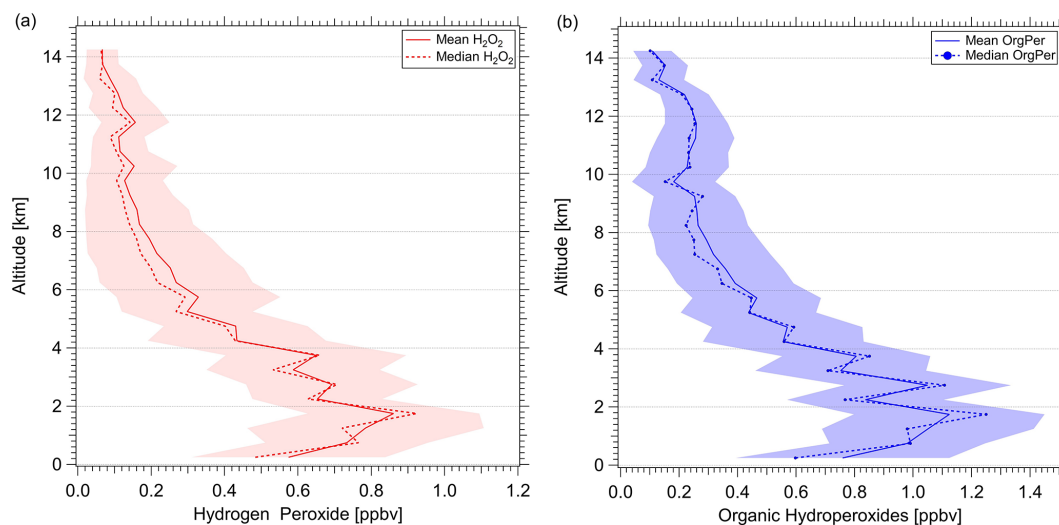 (a)
Mean H₂O₂
Median H₂O₂
14
12
10
8
6
4
2
0
Altitude [km]
0.0 0.2 0.4 0.6 0.8 1.0 1.2
Hydrogen Peroxide [ppbv]
(b)
Mean OrgPer
Median OrgPer
14
12
10
8
6
4
2
0
Altitude [km]
0.0 0.2 0.4 0.6 0.8 1.0 1.2 1.4
Organic Hydroperoxides [ppbv]